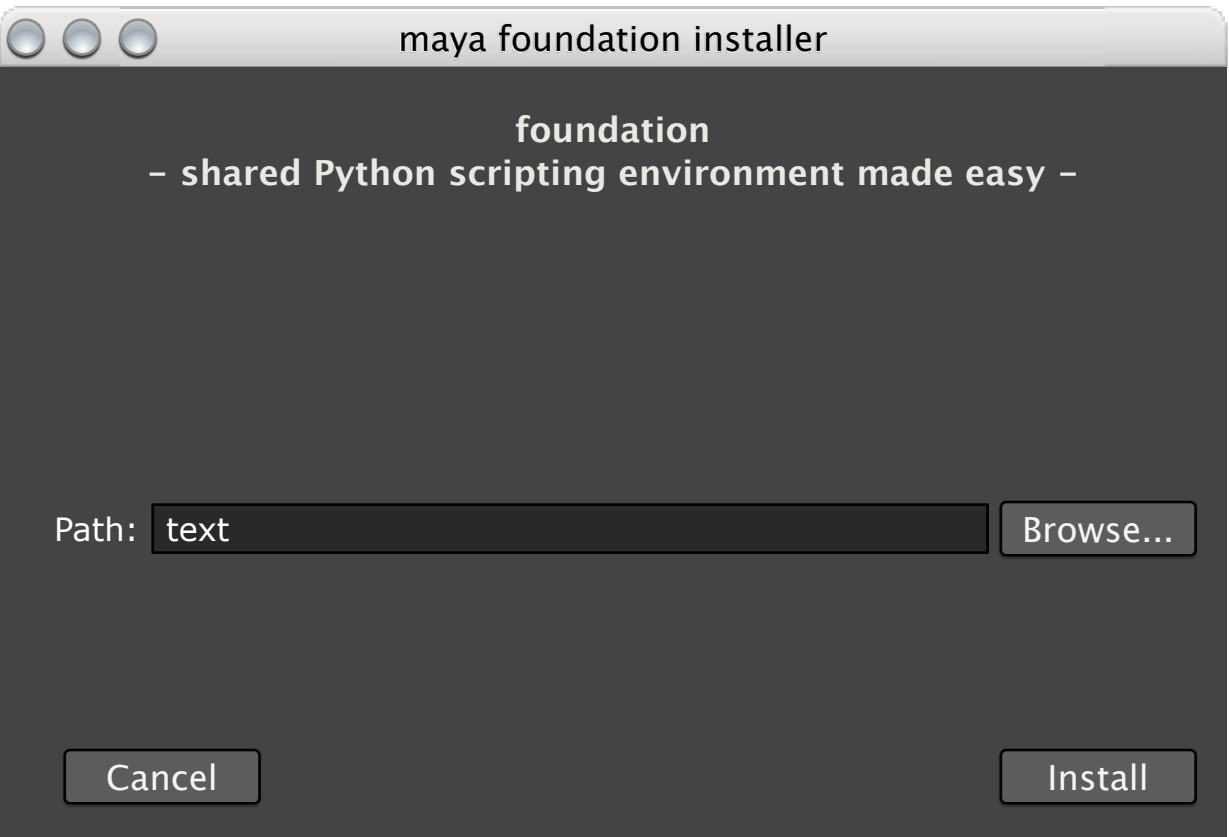 maya foundation installer
foundation
- shared Python scripting environment made easy -
Path: text Browse...
Cancel Install